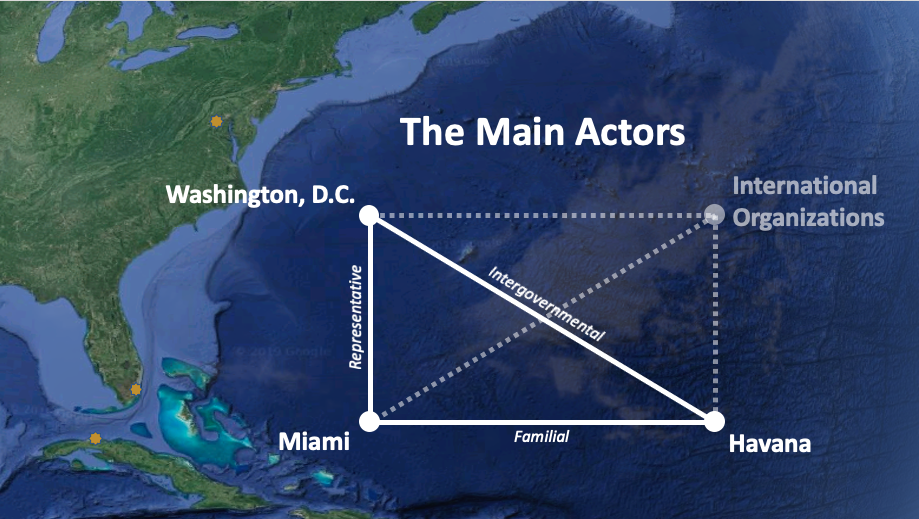 The Main Actors
Washington, D.C.
International
Organizations
Representative
Intergovernmental
Miami
Familial
Havana